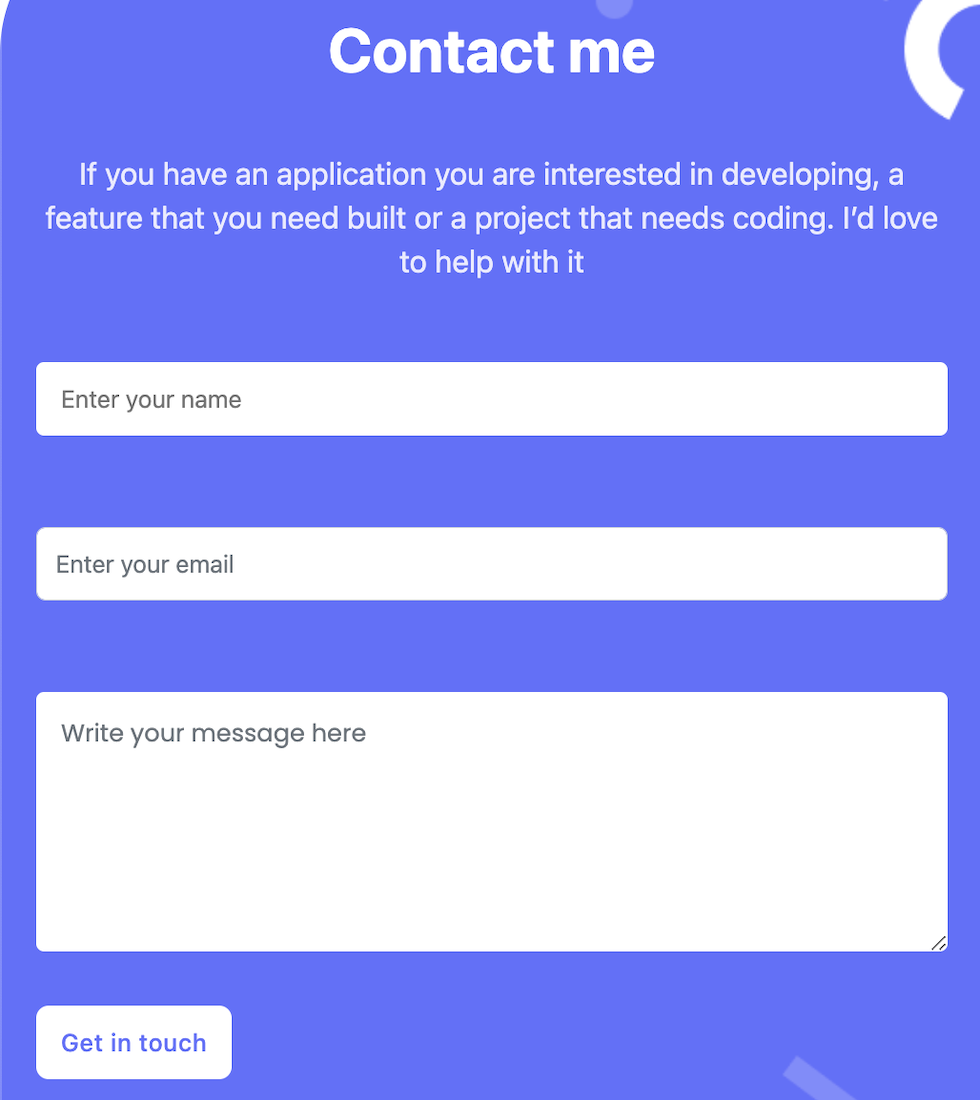 Contact me
If you have an application you are interested in developing, a
feature that you need built or a project that needs coding. I’d love
to help with it
Enter your name
Enter your email
Write your message here
Get in touch